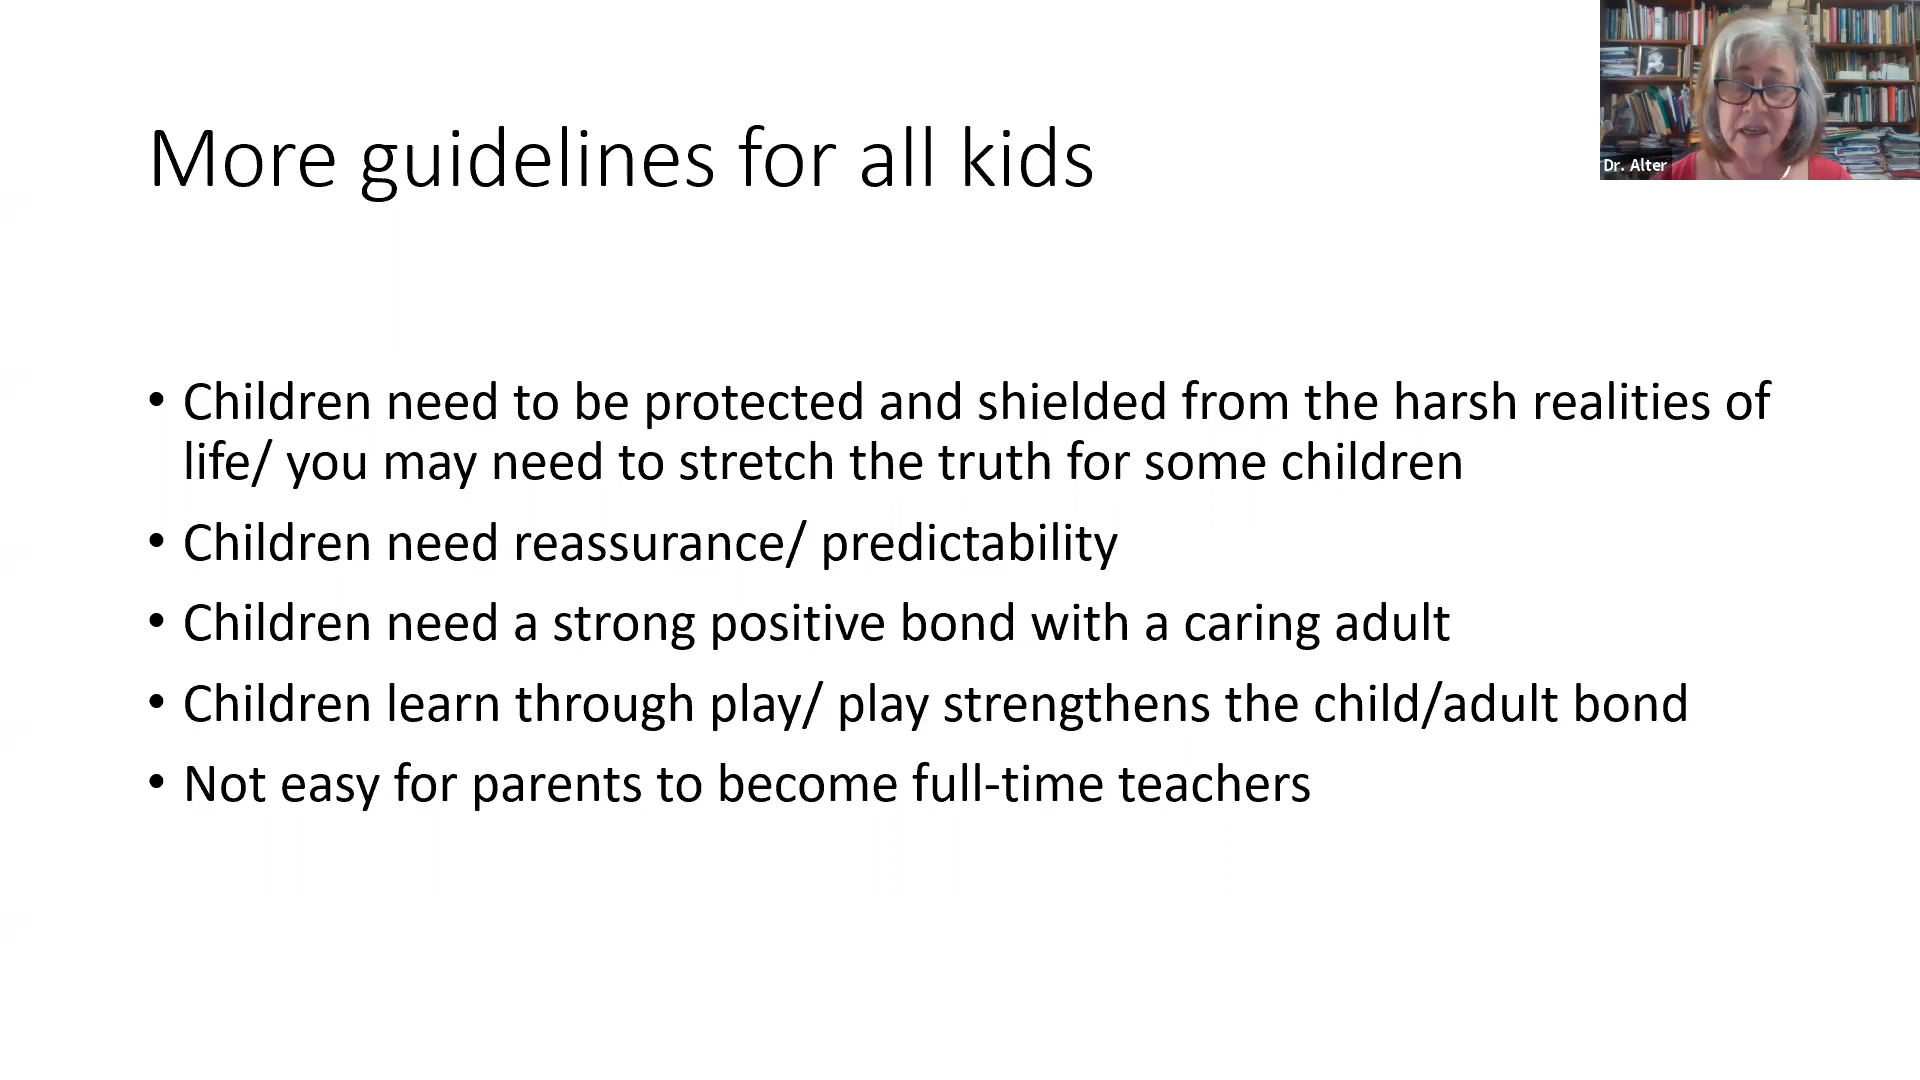 More guidelines for all kids
Dr. Alter
• Children need to be protected and shielded from the harsh realities of
life/ you may need to stretch the truth for some children
• Children need reassurance/ predictability
• Children need a strong positive bond with a caring adult
• Children learn through play/ play strengthens the child/adult bond
• Not easy for parents to become full-time teachers